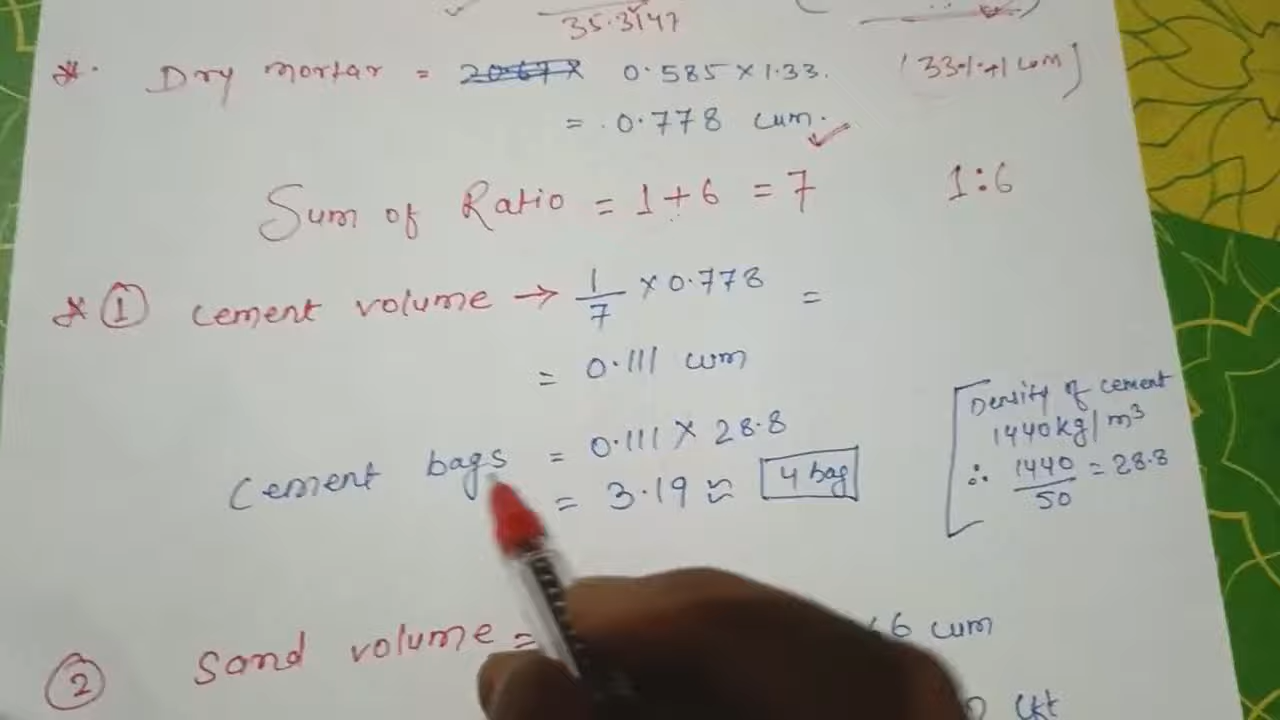 35.3147
* Dry mortar = 0.585 × 1.33. (33% + 1 cum)
= 0.778 cum.
Sum of Ratio = 1 + 6 = 7 1:6
* ① Cement volume → 1/7 × 0.778 =
= 0.111 cum
Cement bags = 0.111 × 28.8
= 3.19 ≈ 4 bag
Density of cement
1440 kg/m³
∴ 1440/50 = 28.8
② Sand volume = 6 cum